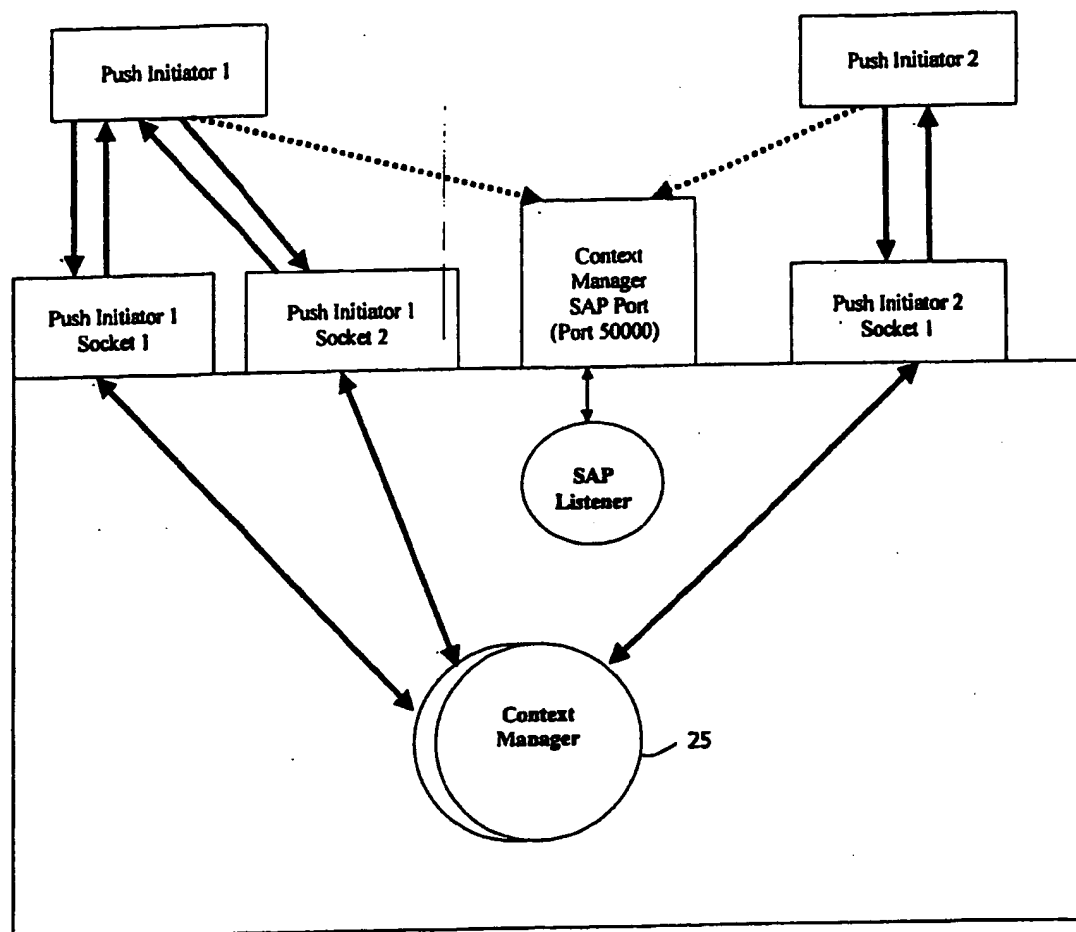 Push Initiator 1
Push Initiator 2
Push Initiator 1
Socket 1
Push Initiator 1
Socket 2
Context
Manager
SAP Port
(Port 50000)
Push Initiator 2
Socket 1
SAP
Listener
Context
Manager
25